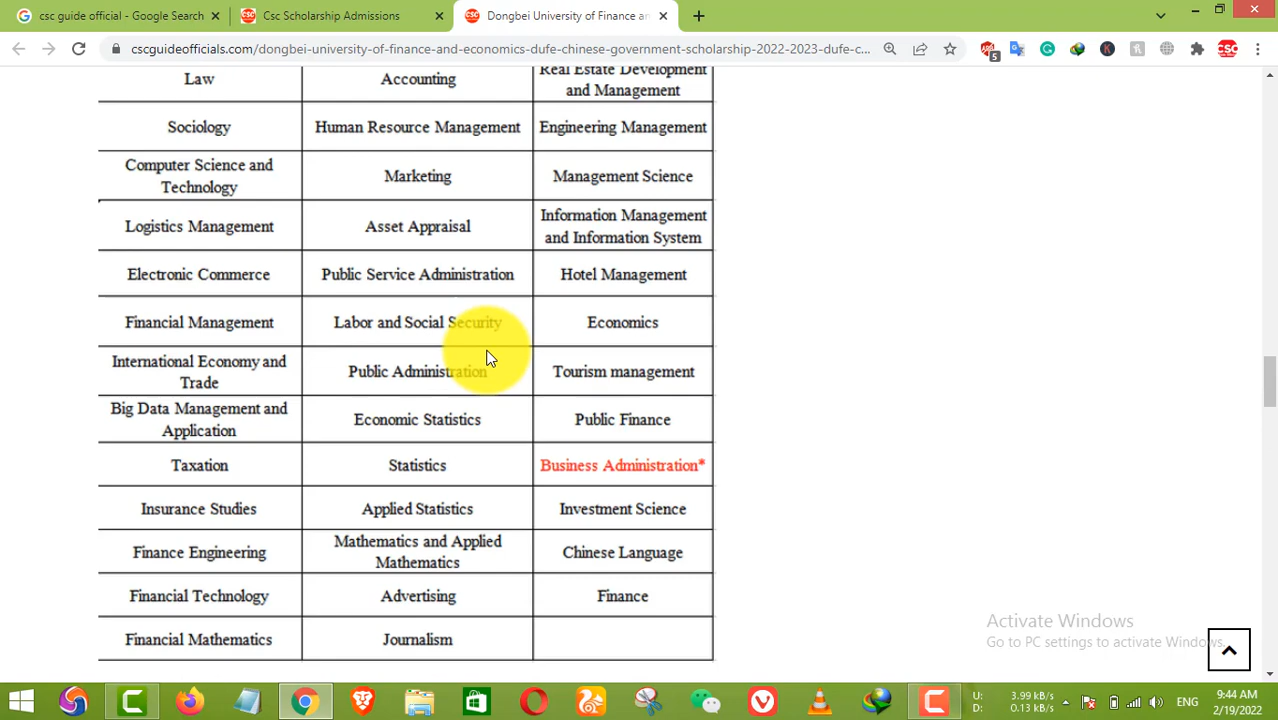 csc guide official - Google Search
Csc Scholarship Admissions
Dongbei University of Finance an
cscguideofficials.com/dongbei-university-of-finance-and-economics-dufe-chinese-government-scholarship-2022-2023-dufe-c...
5
Law
Accounting
Real Estate Development
and Management
Sociology
Human Resource Management
Engineering Management
Computer Science and
Technology
Marketing
Management Science
Logistics Management
Asset Appraisal
Information Management
and Information System
Electronic Commerce
Public Service Administration
Hotel Management
Financial Management
Labor and Social Security
Economics
International Economy and
Trade
Public Administration
Tourism management
Big Data Management and
Application
Economic Statistics
Public Finance
Taxation
Statistics
Business Administration*
Insurance Studies
Applied Statistics
Investment Science
Finance Engineering
Mathematics and Applied
Mathematics
Chinese Language
Financial Technology
Advertising
Finance
Financial Mathematics
Journalism
Activate Windows
Go to PC settings to activate Windows.
U: 3.99 kB/s
D: 0.13 kB/s
ENG
9:44 AM
2/19/2022